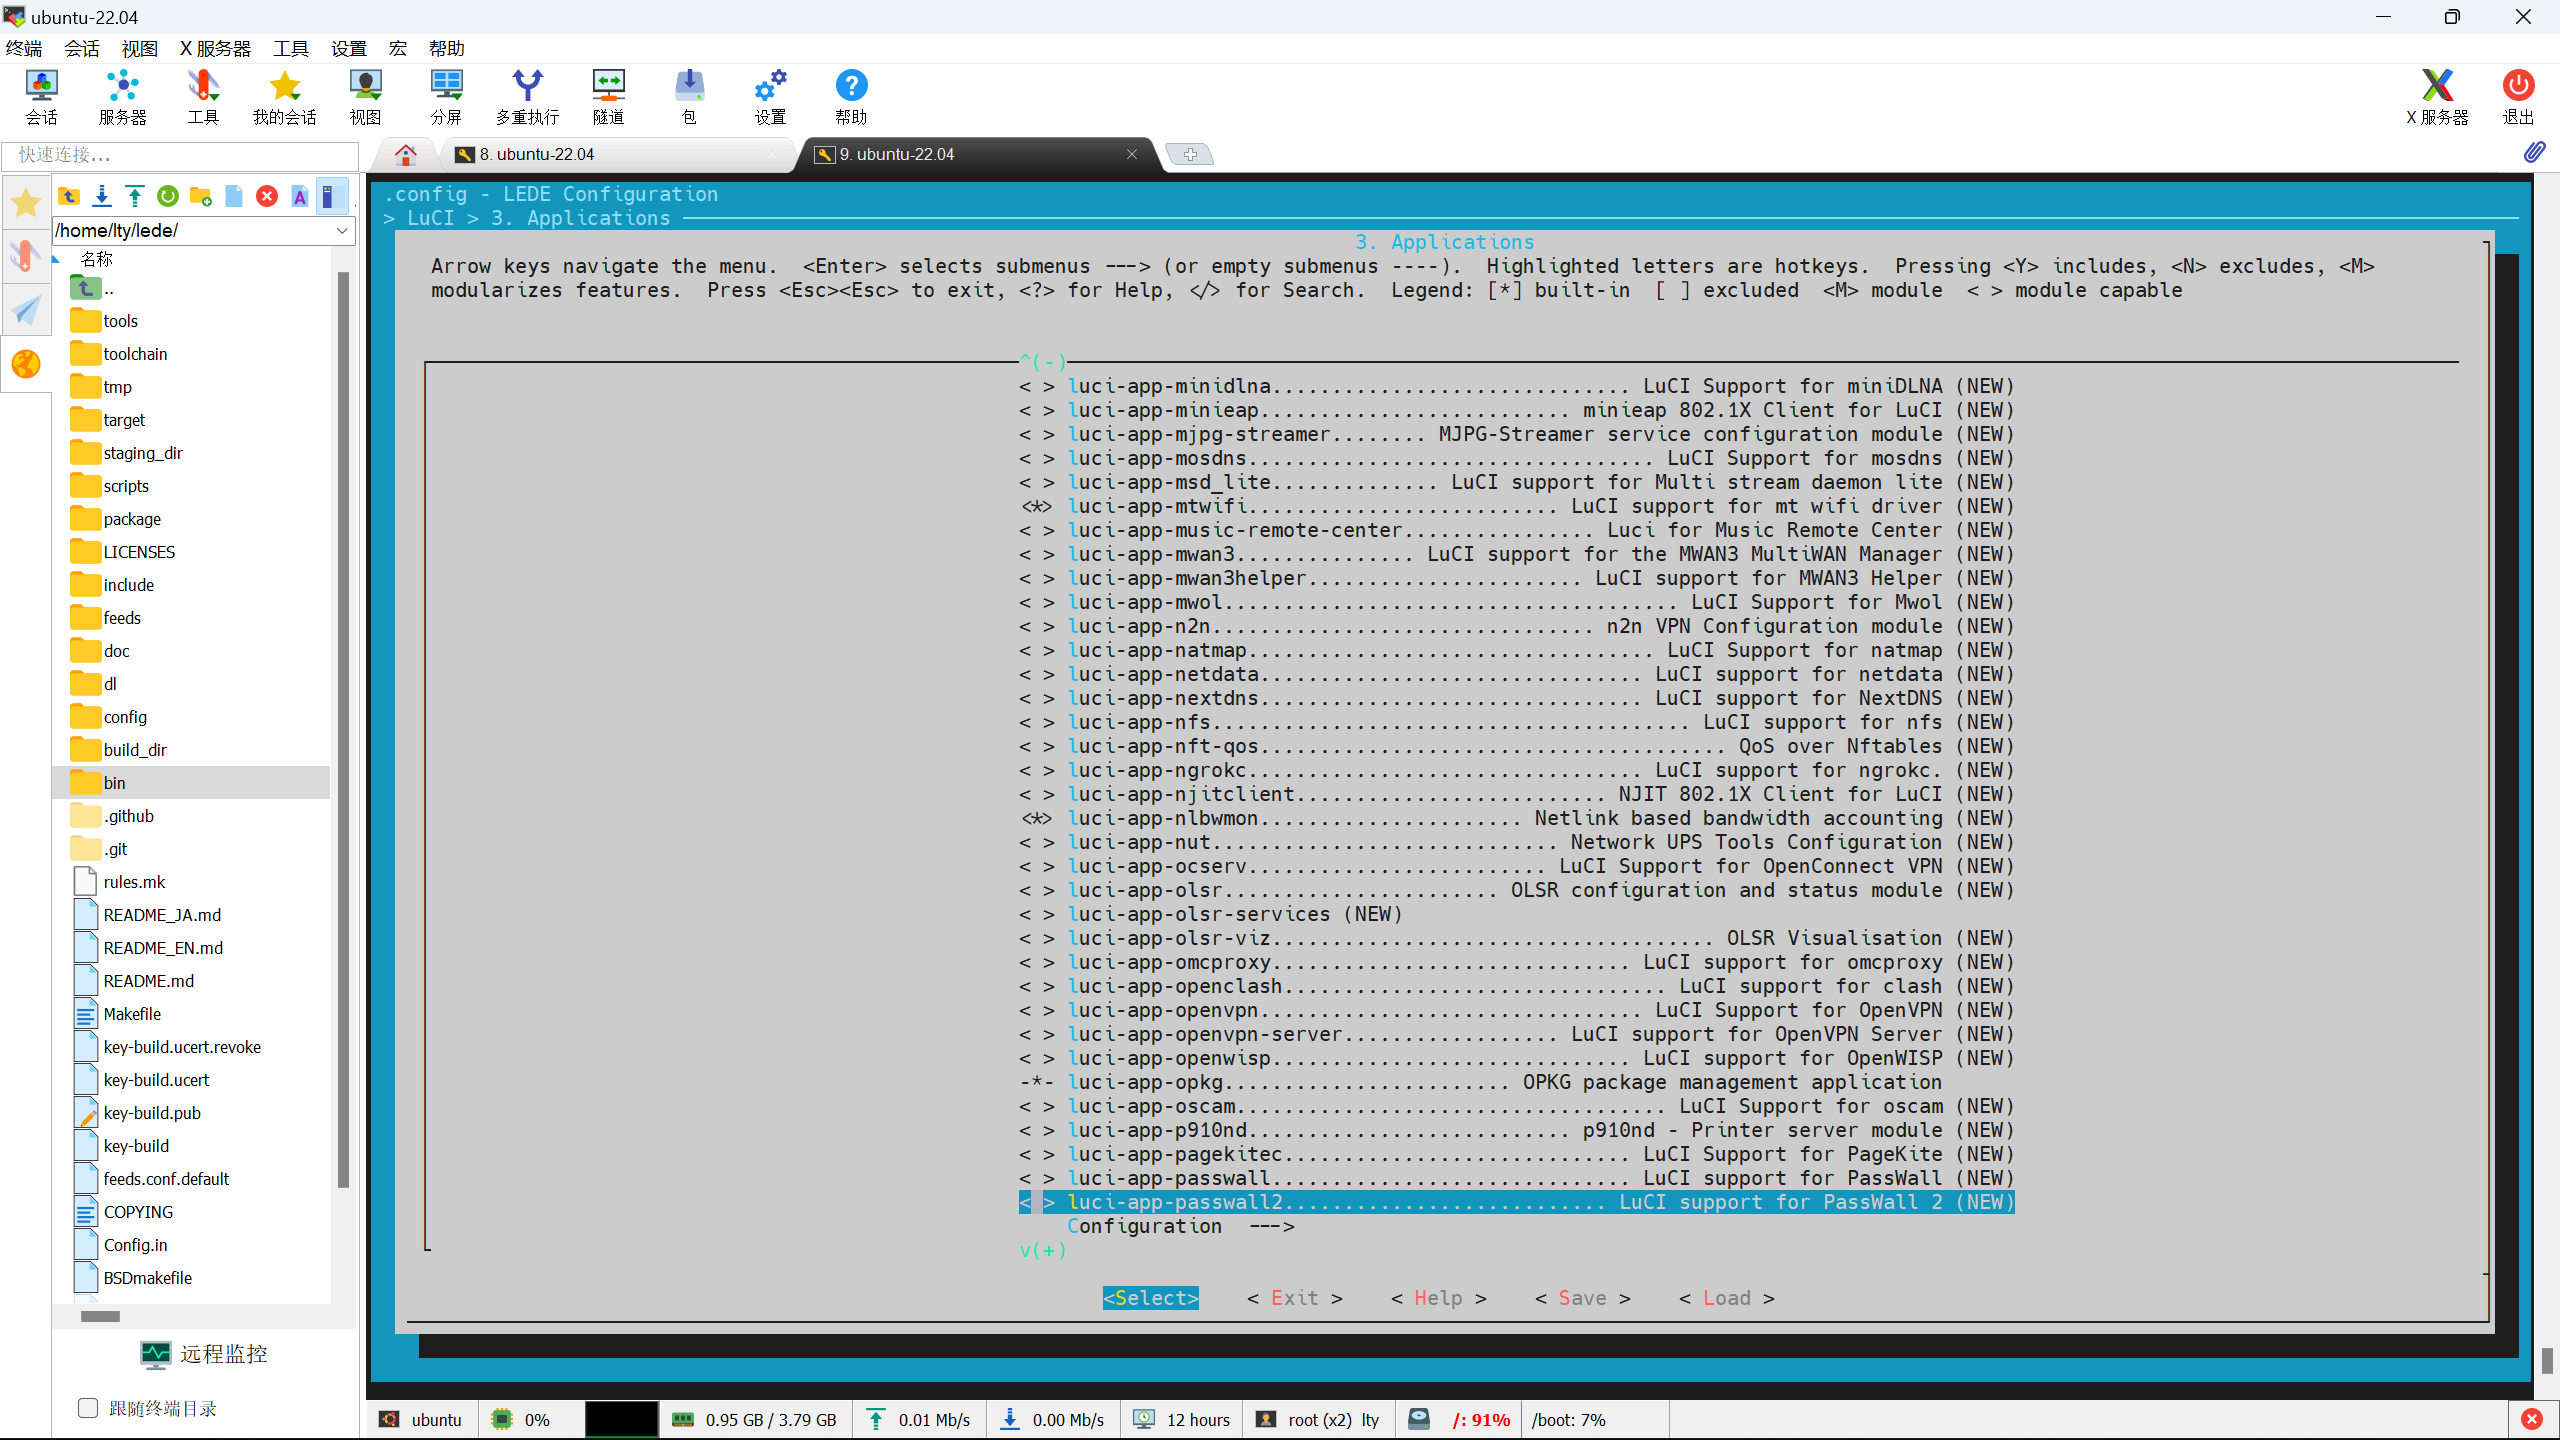 ubuntu-22.04
终端 会话 视图 X 服务器 工具 设置 宏 帮助
会话 服务器 工具 我的会话 视图 分屏 多重执行 隧道 包 设置 帮助 X 服务器 退出
快速连接... 8. ubuntu-22.04 9. ubuntu-22.04
/home/lty/lede/
名称
..
tools
toolchain
tmp
target
staging_dir
scripts
package
LICENSES
include
feeds
doc
dl
config
build_dir
bin
.github
.git
rules.mk
README_JA.md
README_EN.md
README.md
Makefile
key-build.ucert.revoke
key-build.ucert
key-build.pub
key-build
feeds.conf.default
COPYING
Config.in
BSDmakefile
远程监控
跟随终端目录
.config - LEDE Configuration
> LuCI > 3. Applications
3. Applications
Arrow keys navigate the menu.  <Enter> selects submenus ---> (or empty submenus ----).  Highlighted letters are hotkeys.  Pressing <Y> includes, <N> excludes, <M>
modularizes features.  Press <Esc><Esc> to exit, <?> for Help, </> for Search.  Legend: [*] built-in  [ ] excluded  <M> module  < > module capable
^(-)
< > luci-app-minidlna.............................. LuCI Support for miniDLNA (NEW)
< > luci-app-minieap.......................... minieap 802.1X Client for LuCI (NEW)
< > luci-app-mjpg-streamer........ MJPG-Streamer service configuration module (NEW)
< > luci-app-mosdns.................................. LuCI Support for mosdns (NEW)
< > luci-app-msd_lite.............. LuCI support for Multi stream daemon lite (NEW)
<*> luci-app-mtwifi.......................... LuCI support for mt wifi driver (NEW)
< > luci-app-music-remote-center................ Luci for Music Remote Center (NEW)
< > luci-app-mwan3............... LuCI support for the MWAN3 MultiWAN Manager (NEW)
< > luci-app-mwan3helper....................... LuCI support for MWAN3 Helper (NEW)
< > luci-app-mwol...................................... LuCI Support for Mwol (NEW)
< > luci-app-n2n................................ n2n VPN Configuration module (NEW)
< > luci-app-natmap.................................. LuCI Support for natmap (NEW)
< > luci-app-netdata................................ LuCI support for netdata (NEW)
< > luci-app-nextdns................................ LuCI support for NextDNS (NEW)
< > luci-app-nfs........................................ LuCI support for nfs (NEW)
< > luci-app-nft-qos....................................... QoS over Nftables (NEW)
< > luci-app-ngrokc................................. LuCI support for ngrokc. (NEW)
< > luci-app-njitclient.......................... NJIT 802.1X Client for LuCI (NEW)
<*> luci-app-nlbwmon...................... Netlink based bandwidth accounting (NEW)
< > luci-app-nut............................. Network UPS Tools Configuration (NEW)
< > luci-app-ocserv......................... LuCI Support for OpenConnect VPN (NEW)
< > luci-app-olsr....................... OLSR configuration and status module (NEW)
< > luci-app-olsr-services (NEW)
< > luci-app-olsr-viz..................................... OLSR Visualisation (NEW)
< > luci-app-omcproxy.............................. LuCI support for omcproxy (NEW)
< > luci-app-openclash................................ LuCI support for clash (NEW)
< > luci-app-openvpn................................ LuCI Support for OpenVPN (NEW)
< > luci-app-openvpn-server.................. LuCI support for OpenVPN Server (NEW)
< > luci-app-openwisp.............................. LuCI support for OpenWISP (NEW)
-*- luci-app-opkg........................ OPKG package management application
< > luci-app-oscam.................................... LuCI Support for oscam (NEW)
< > luci-app-p910nd........................... p910nd - Printer server module (NEW)
< > luci-app-pagekitec............................. LuCI Support for PageKite (NEW)
< > luci-app-passwall.............................. LuCI support for PassWall (NEW)
< > luci-app-passwall2........................... LuCI support for PassWall 2 (NEW)
Configuration  --->
v(+)
<Select>    < Exit >    < Help >    < Save >    < Load >
ubuntu 0% 0.95 GB / 3.79 GB 0.01 Mb/s 0.00 Mb/s 12 hours root (x2) lty /: 91% /boot: 7%